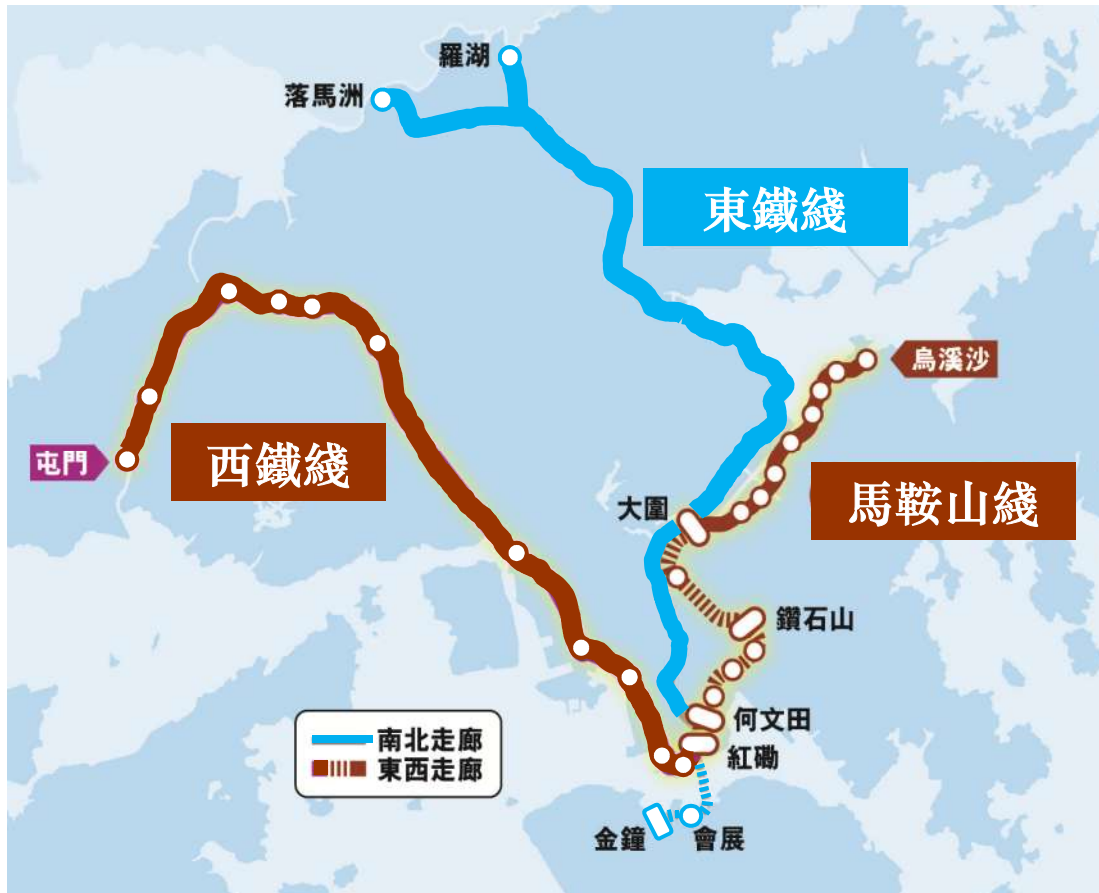 羅湖
落馬洲
東鐵綫
烏溪沙
屯門
西鐵綫
馬鞍山綫
大圍
鑽石山
何文田
紅磡
南北走廊
東西走廊
金鐘
會展